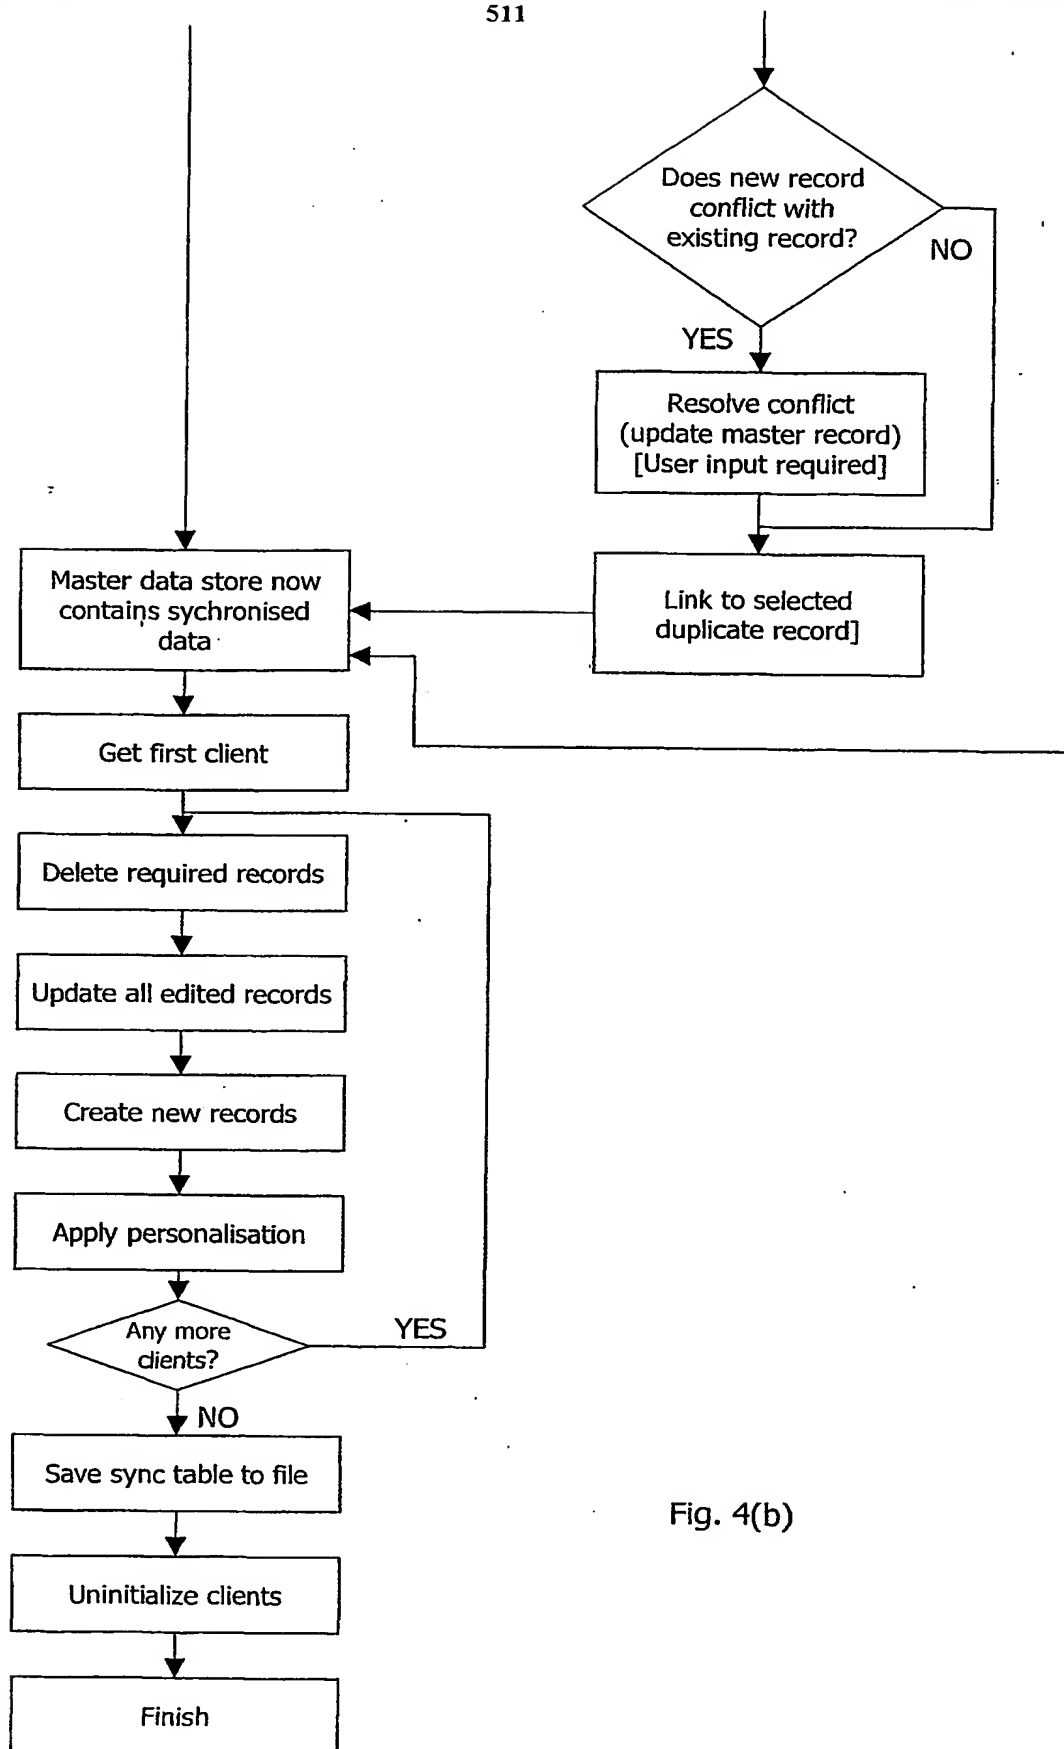 511
Does new record
conflict with
existing record?
NO
YES
Resolve conflict
(update master record)
[User input required]
Master data store now
contains sychronised
data
Link to selected
duplicate record]
Get first client
Delete required records
Update all edited records
Create new records
Apply personalisation
Any more
clients?
YES
NO
Save sync table to file
Fig. 4(b)
Uninitialize clients
Finish